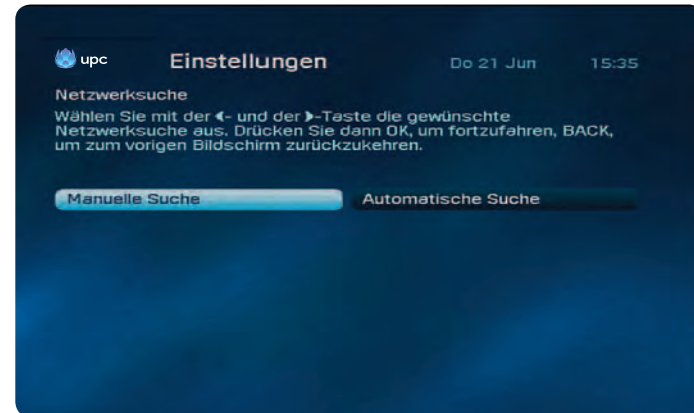 upc Einstellungen Do 21 Jun 15:35
Netzwerksuche
Wählen Sie mit der ◂- und der ▸-Taste die gewünschte
Netzwerksuche aus. Drücken Sie dann OK, um fortzufahren, BACK,
um zum vorigen Bildschirm zurückzukehren.
Manuelle Suche Automatische Suche